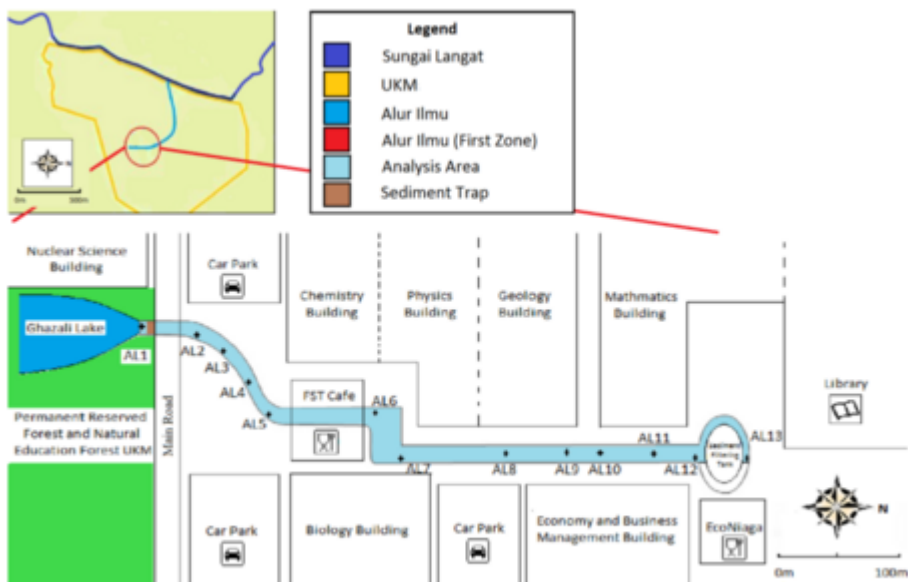 Legend
Sungai Langat
UKM
Alur Ilmu
Alur Ilmu (First Zone)
Analysis Area
Sediment Trap
N
0m
300m
Nuclear Science
Building
Car Park
Chemistry
Building
Physics
Building
Geology
Building
Mathmatics
Building
Ghazali Lake
AL1
AL2
AL3
AL4
AL5
FST Cafe
AL6
Library
Permanent Reserved
Forest and Natural
Education Forest UKM
Main Road
AL7
AL8
AL9
AL10
AL11
AL12
AL13
Sediment
Filtering
Tank
Car Park
Biology Building
Car Park
Economy and Business
Management Building
EcoNiaga
N
0m
100m